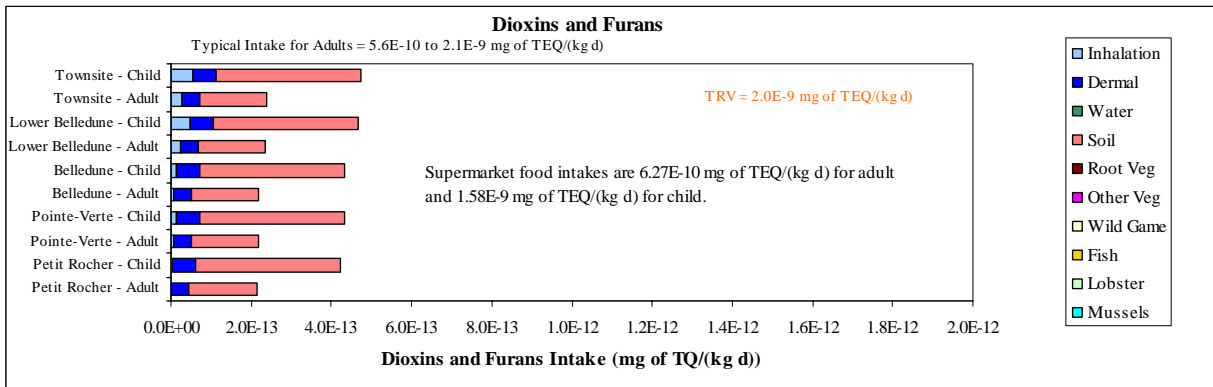 Dioxins and Furans
Typical Intake for Adults = 5.6E-10 to 2.1E-9 mg of TEQ/(kg d)
Townsite - Child
Townsite - Adult
Lower Belledune - Child
Lower Belledune - Adult
Belledune - Child
Belledune - Adult
Pointe-Verte - Child
Pointe-Verte - Adult
Petit Rocher - Child
Petit Rocher - Adult
TRV = 2.0E-9 mg of TEQ/(kg d)
Supermarket food intakes are 6.27E-10 mg of TEQ/(kg d) for adult
and 1.58E-9 mg of TEQ/(kg d) for child.
0.0E+00 2.0E-13 4.0E-13 6.0E-13 8.0E-13 1.0E-12 1.2E-12 1.4E-12 1.6E-12 1.8E-12 2.0E-12
Dioxins and Furans Intake (mg of TQ/(kg d))
Inhalation
Dermal
Water
Soil
Root Veg
Other Veg
Wild Game
Fish
Lobster
Mussels